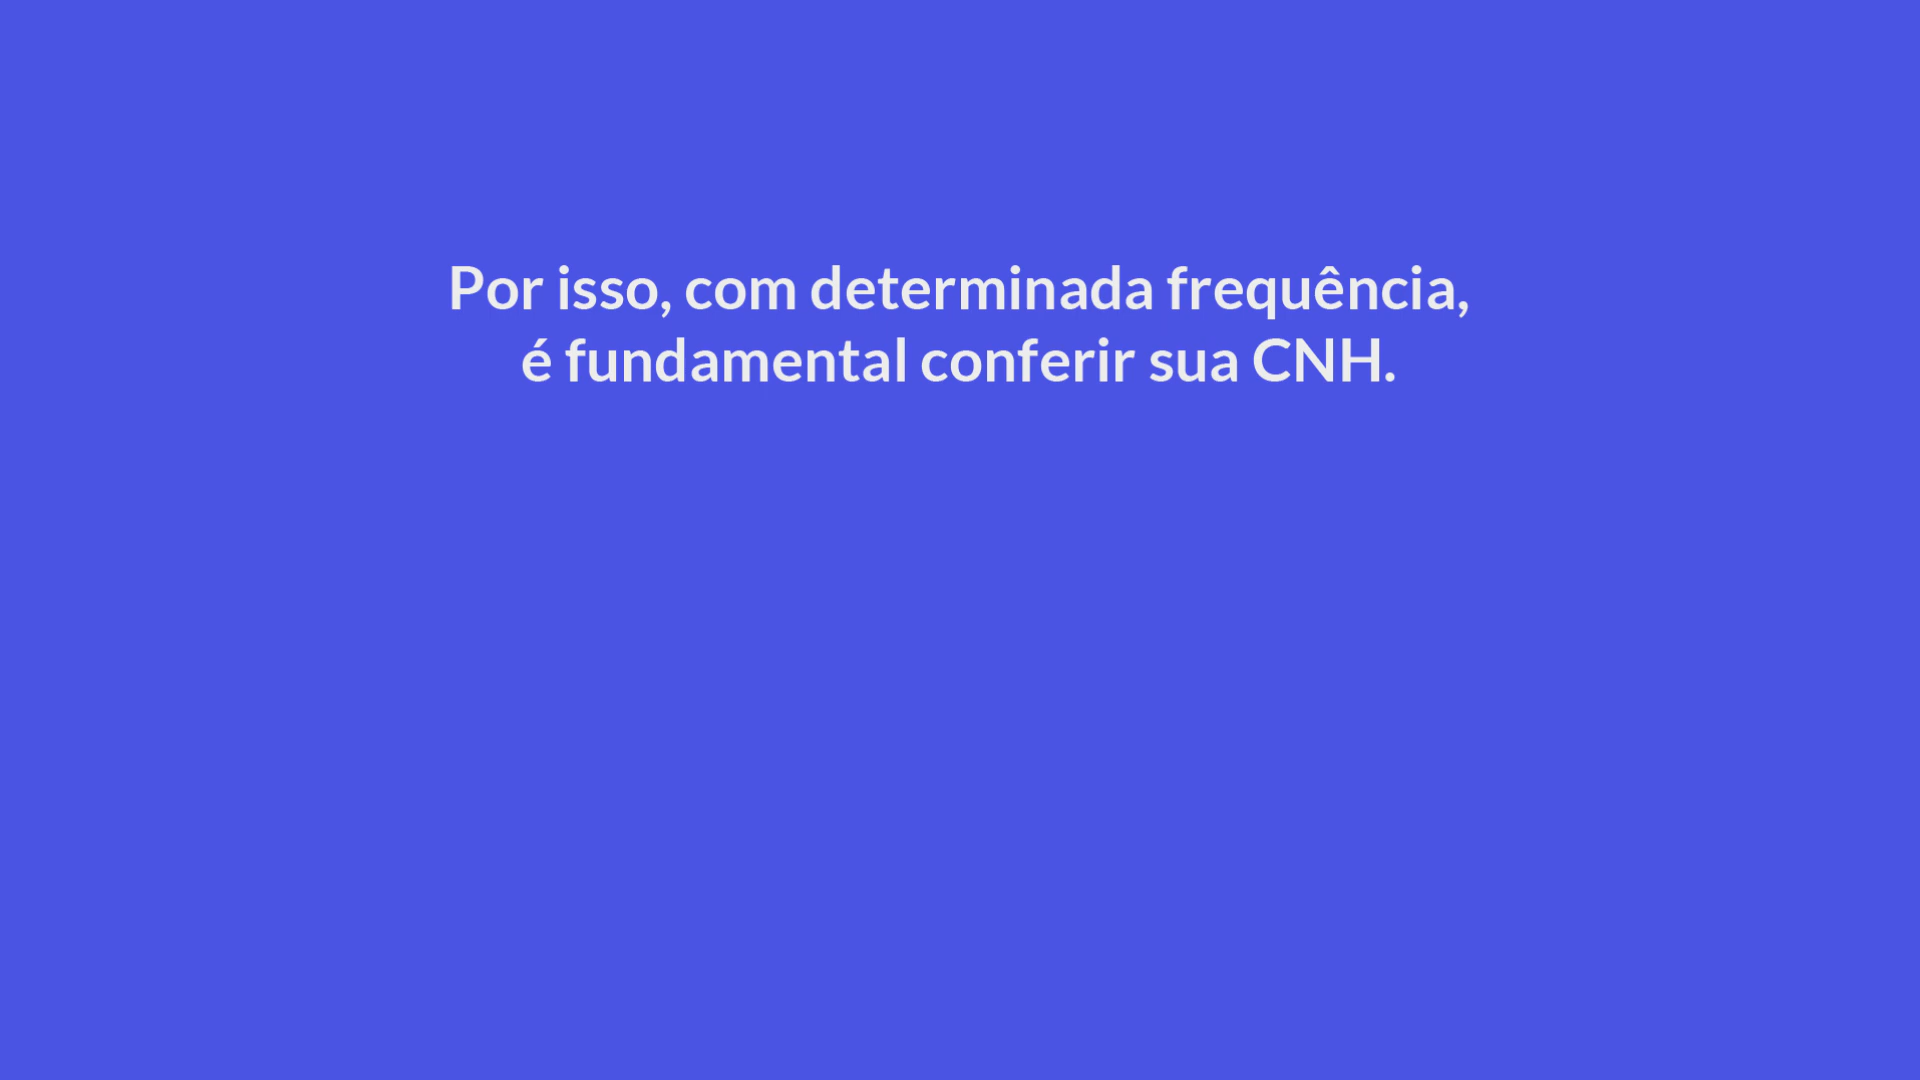 Por isso, com determinada frequência,
é fundamental conferir sua CNH.